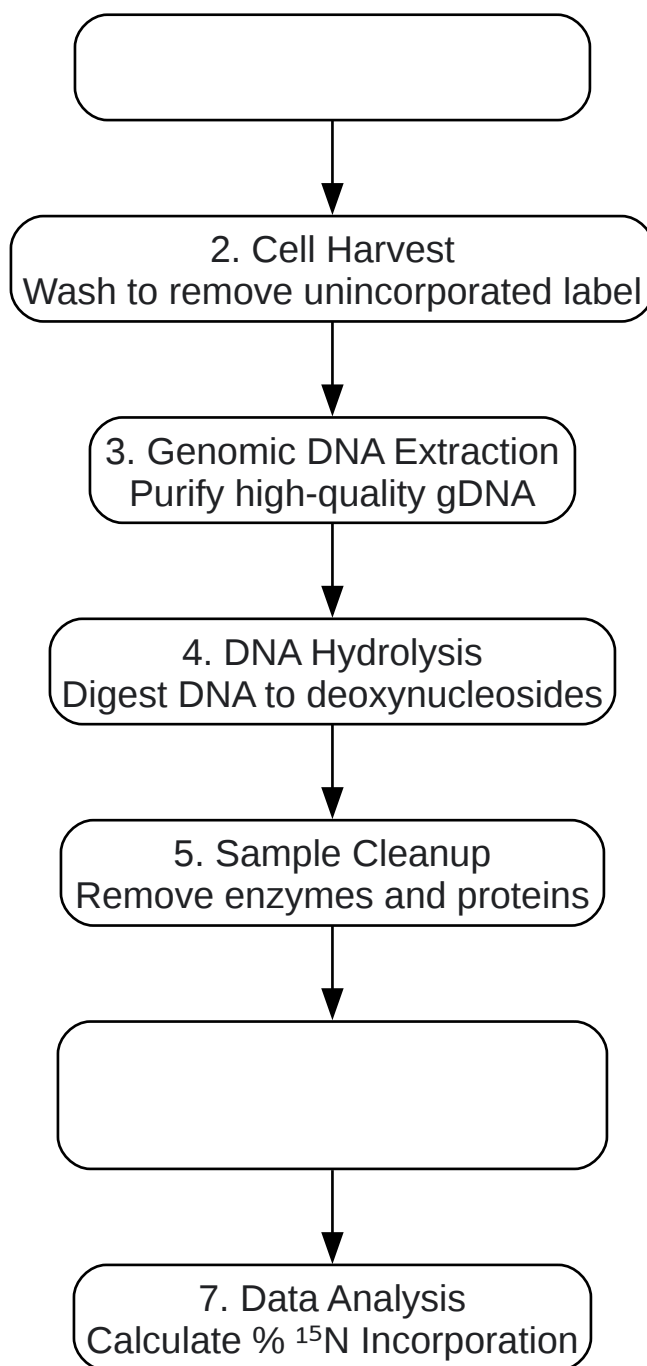 2. Cell Harvest
Wash to remove unincorporated label
3. Genomic DNA Extraction
Purify high-quality gDNA
4. DNA Hydrolysis
Digest DNA to deoxynucleosides
5. Sample Cleanup
Remove enzymes and proteins
7. Data Analysis
Calculate % ¹⁵N Incorporation